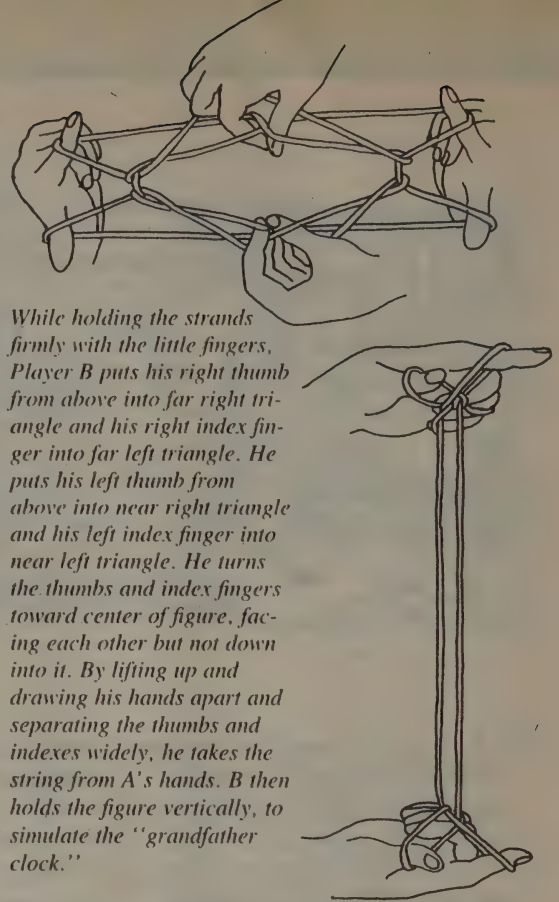 While holding the strands
firmly with the little fingers,
Player B puts his right thumb
from above into far right tri-
angle and his right index fin-
ger into far left triangle. He
puts his left thumb from
above into near right triangle
and his left index finger into
near left triangle. He turns
the thumbs and index fingers
toward center of figure, fac-
ing each other but not down
into it. By lifting up and
drawing his hands apart and
separating the thumbs and
indexes widely, he takes the
string from A's hands. B then
holds the figure vertically, to
simulate the "grandfather
clock."